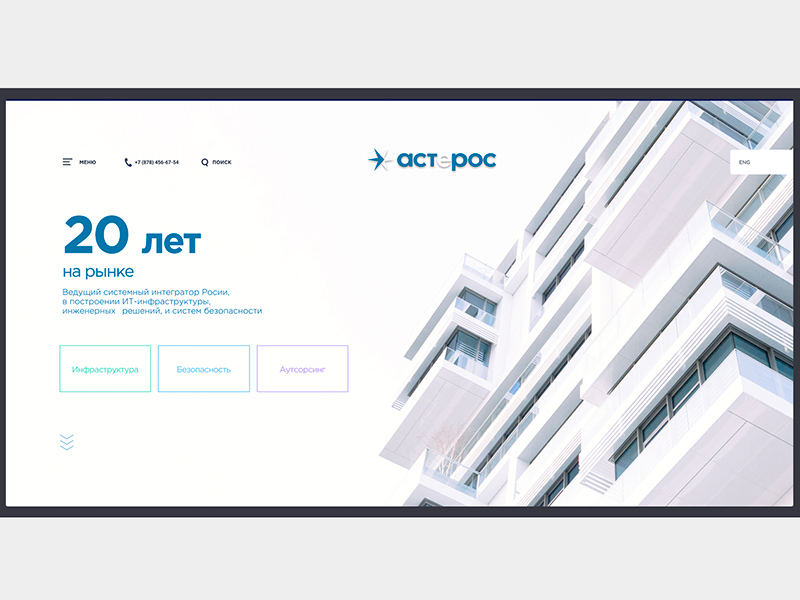 МЕНЮ
+7 (878) 456-67-54
ПОИСК
астерос
ENG
20 лет
на рынке
Ведущий системный интегратор Росии,
в построении ИТ-инфраструктуры,
инженерных решений, и систем безопасности
Инфраструктура
Безопасность
Аутсорсинг